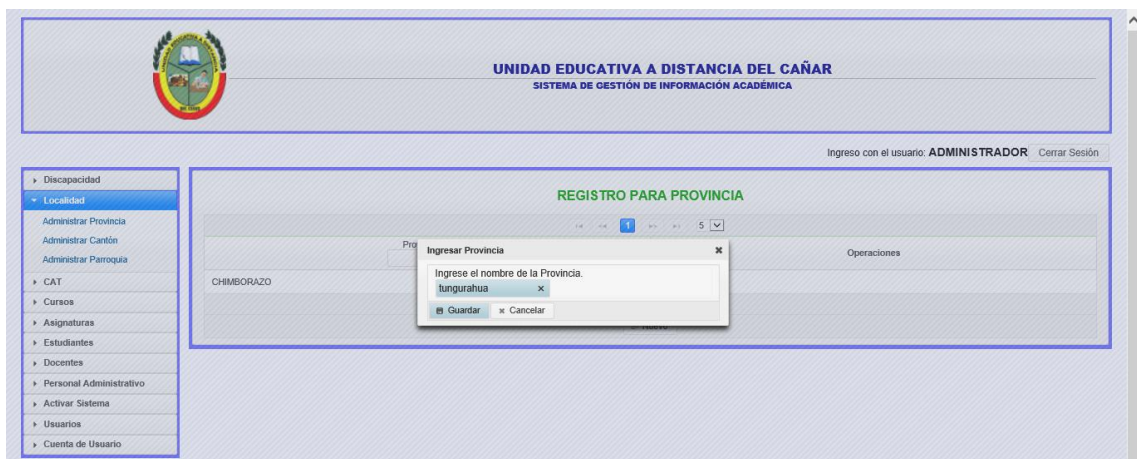 UNIDAD EDUCATIVA A DISTANCIA DEL CAÑAR
SISTEMA DE GESTIÓN DE INFORMACIÓN ACADÉMICA
Ingreso con el usuario: ADMINISTRADOR Cerrar Sesión
Discapacidad
Localidad
Administrar Provincia
Administrar Cantón
Administrar Parroquia
CAT
Cursos
Asignaturas
Estudiantes
Docentes
Personal Administrativo
Activar Sistema
Usuarios
Cuenta de Usuario
REGISTRO PARA PROVINCIA
1 5
Operaciones
CHIMBORAZO
Ingresar Provincia
Ingrese el nombre de la Provincia.
tungurahua
Guardar Cancelar